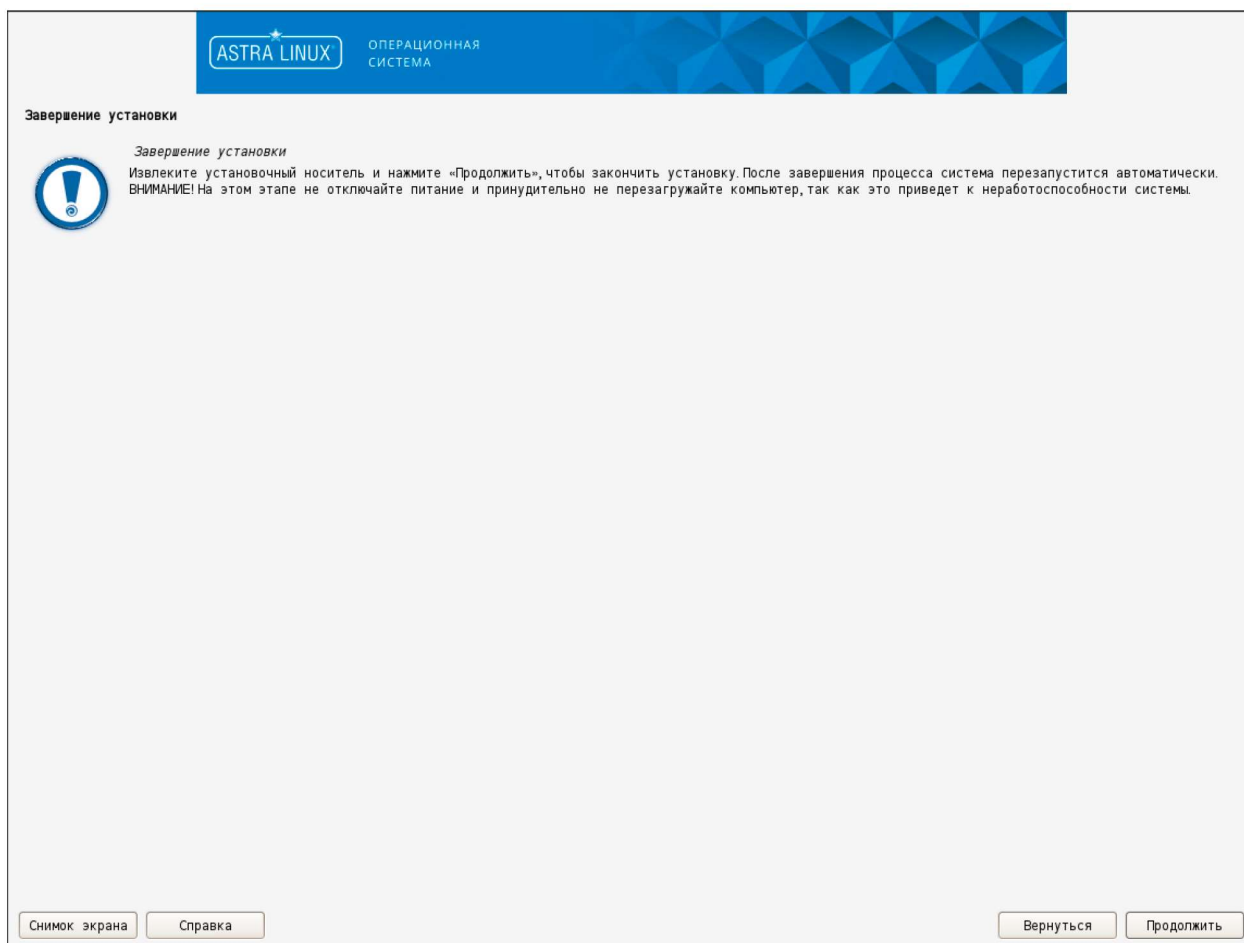 ASTRA LINUX
ОПЕРАЦИОННАЯ
СИСТЕМА
Завершение установки
Завершение установки
Извлеките установочный носитель и нажмите «Продолжить», чтобы закончить установку. После завершения процесса система перезапустится автоматически.
ВНИМАНИЕ! На этом этапе не отключайте питание и принудительно не перезагружайте компьютер, так как это приведет к неработоспособности системы.
Снимок экрана
Справка
Вернуться
Продолжить